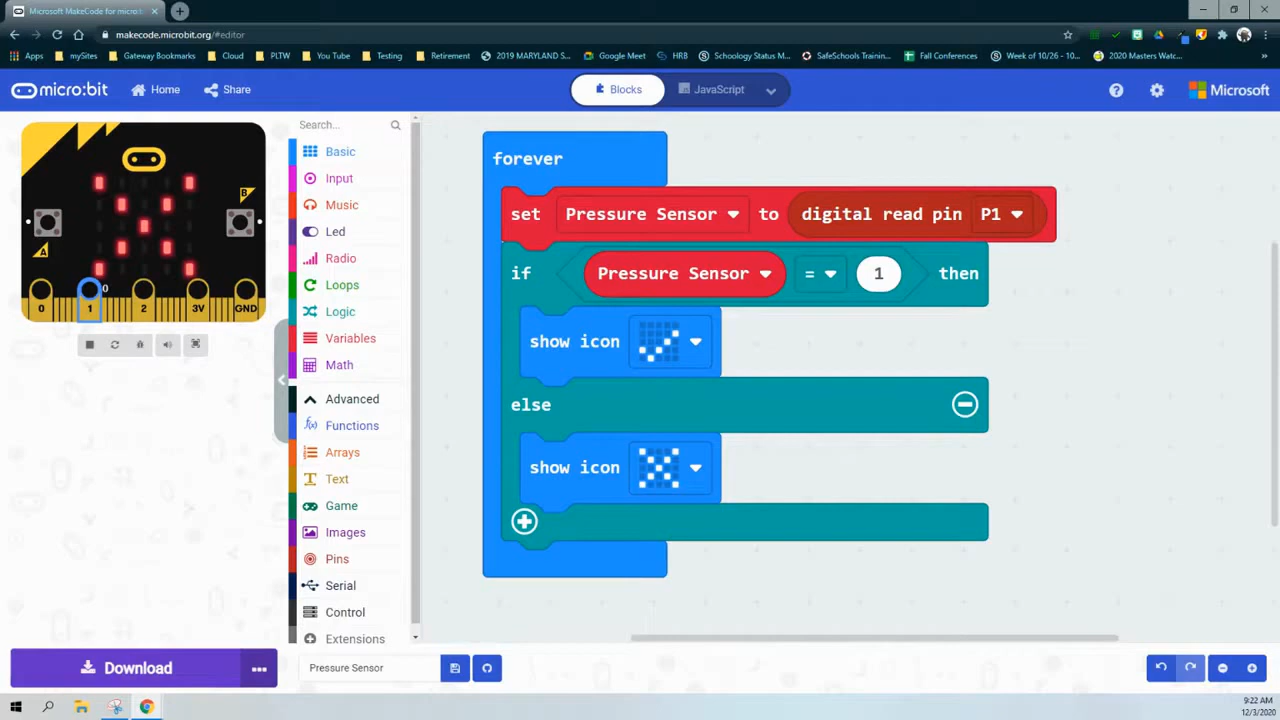 Microsoft MakeCode for micro:bit
makecode.microbit.org/#editor
Apps
mySites
Gateway Bookmarks
Cloud
PLTW
You Tube
Testing
Retirement
2019 MARYLAND S...
Google Meet
HRB
Schoology Status M...
SafeSchools Trainin...
Fall Conferences
Week of 10/26 - 10...
2020 Masters Watc...
»
micro:bit
Home
Share
Blocks
JavaScript
?
Microsoft
B
A
0
0 1 2 3V GND
Search...
Basic
Input
Music
Led
Radio
Loops
Logic
Variables
Math
Advanced
Functions
Arrays
Text
Game
Images
Pins
Serial
Control
Extensions
forever
set Pressure Sensor to digital read pin P1
if Pressure Sensor = 1 then
show icon
else
show icon
Download
Pressure Sensor
9:22 AM
12/3/2020